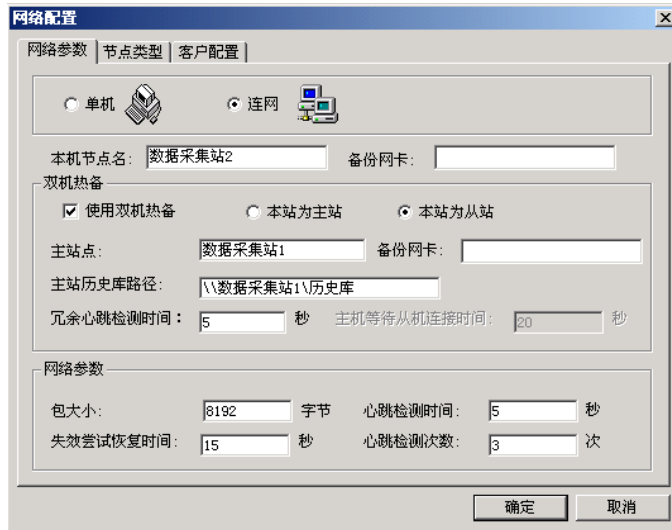 网络配置
网络参数 节点类型 客户配置
单机 连网
本机节点名: 数据采集站2 备份网卡:
双机热备
使用双机热备 本站为主站 本站为从站
主站点: 数据采集站1 备份网卡:
主站历史库路径: \\数据采集站1\历史库
冗余心跳检测时间: 5 秒 主机等待从机连接时间: 20 秒
网络参数
包大小: 8192 字节 心跳检测时间: 5 秒
失效尝试恢复时间: 15 秒 心跳检测次数: 3 次
确定 取消